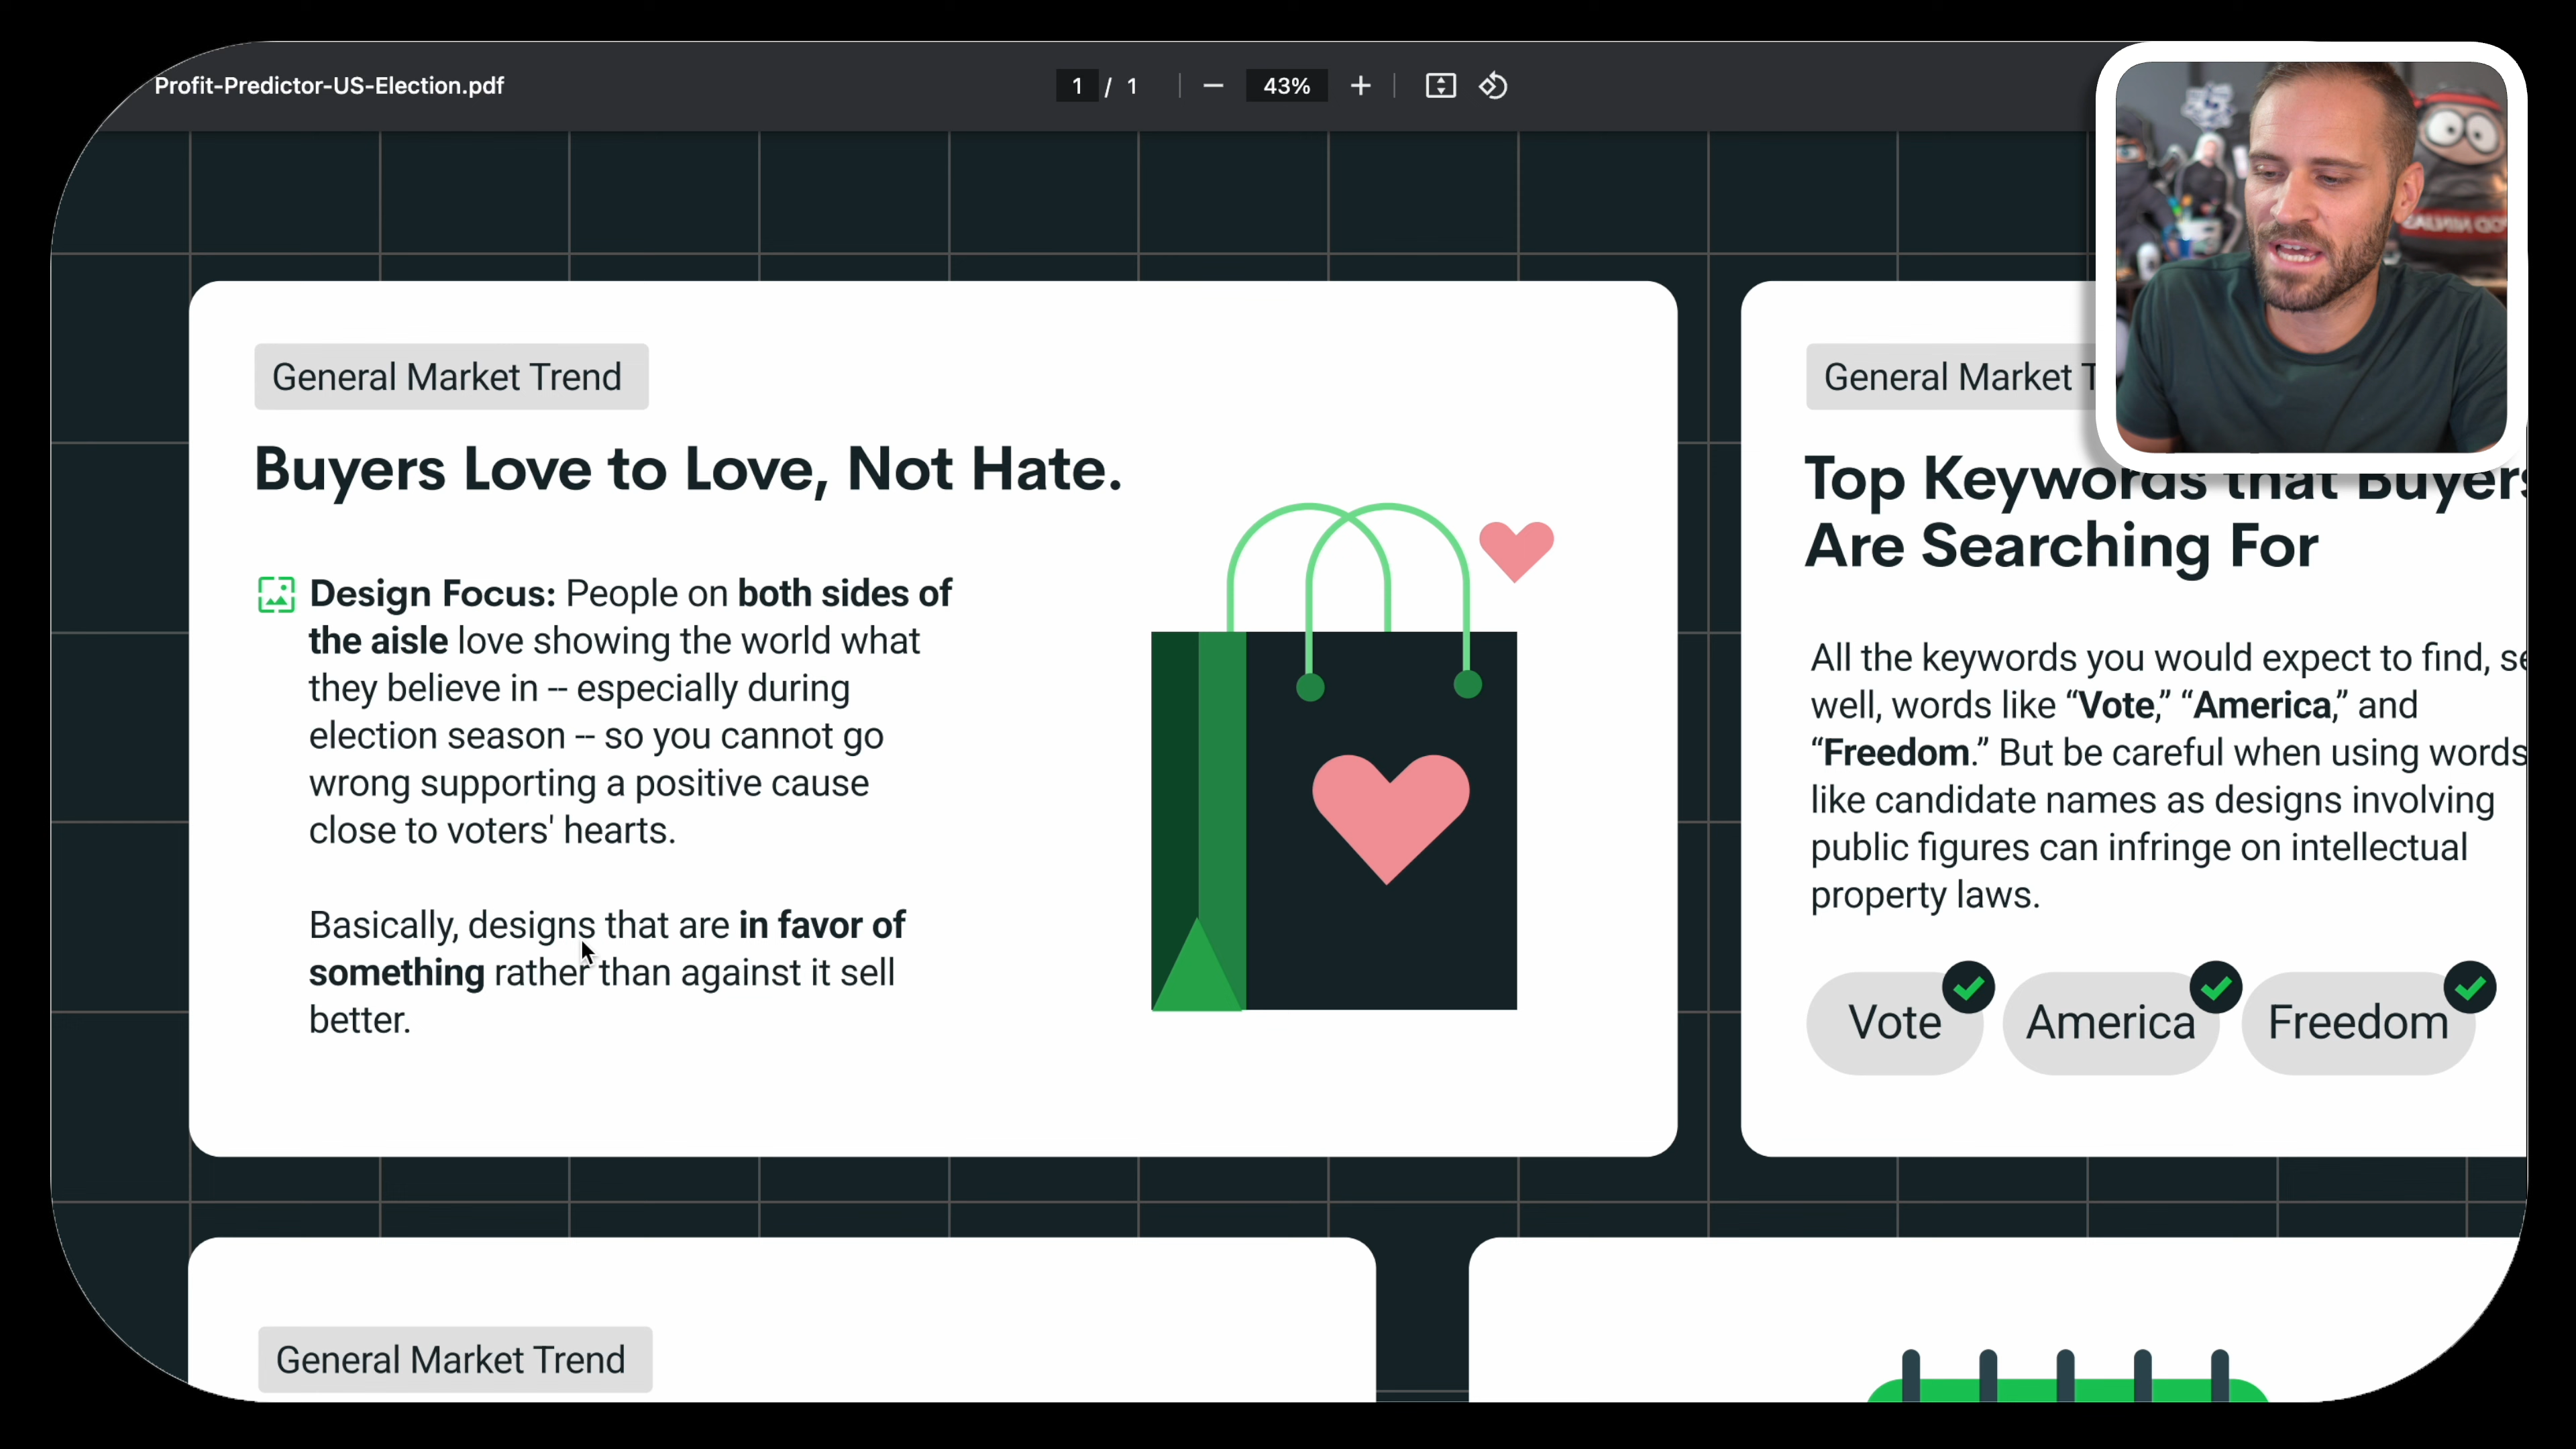 Profit-Predictor-US-Election.pdf
1 / 1
43%
General Market Trend
Buyers Love to Love, Not Hate.
Design Focus: People on both sides of
the aisle love showing the world what
they believe in -- especially during
election season -- so you cannot go
wrong supporting a positive cause
close to voters' hearts.
Basically, designs that are in favor of
something rather than against it sell
better.
General Market T
Top Keywords that Buyers
Are Searching For
All the keywords you would expect to find, se
well, words like “Vote,” “America,” and
“Freedom.” But be careful when using words
like candidate names as designs involving
public figures can infringe on intellectual
property laws.
Vote
America
Freedom
General Market Trend